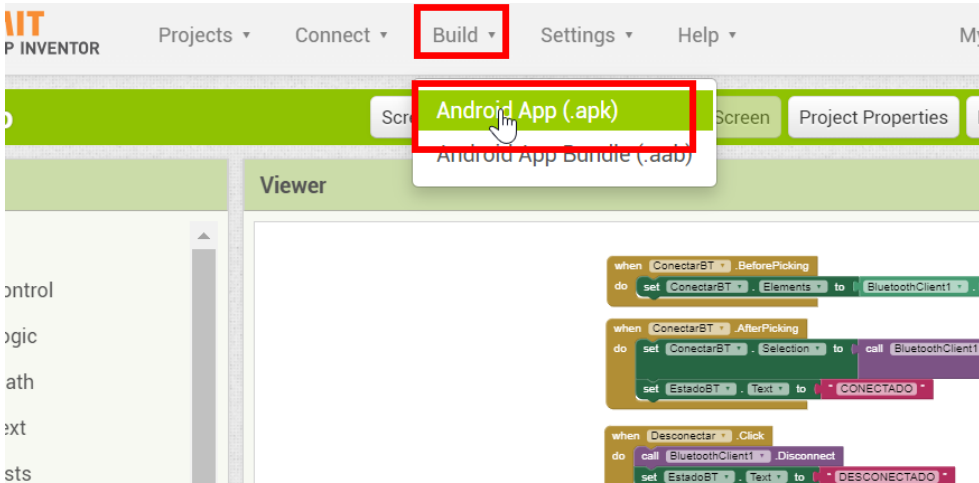 MIT
P INVENTOR
Projects Connect Build Settings Help My
Scre Screen Project Properties
Android App (.apk)
Android App Bundle (.aab)
Viewer
ontrol
ogic
ath
ext
sts
when ConectarBT .BeforePicking
do set ConectarBT . Elements to BluetoothClient1 .
when ConectarBT .AfterPicking
do set ConectarBT . Selection to call BluetoothClient1
set EstadoBT . Text to " CONECTADO "
when Desconectar .Click
do call BluetoothClient1 .Disconnect
set EstadoBT . Text to " DESCONECTADO "